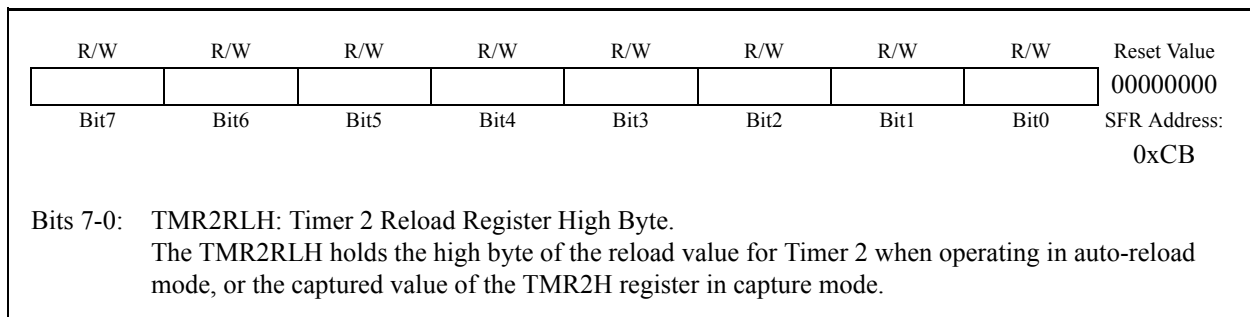 R/W R/W R/W R/W R/W R/W R/W R/W Reset Value
00000000
Bit7 Bit6 Bit5 Bit4 Bit3 Bit2 Bit1 Bit0 SFR Address:
0xCB
Bits 7-0: TMR2RLH: Timer 2 Reload Register High Byte.
The TMR2RLH holds the high byte of the reload value for Timer 2 when operating in auto-reload
mode, or the captured value of the TMR2H register in capture mode.